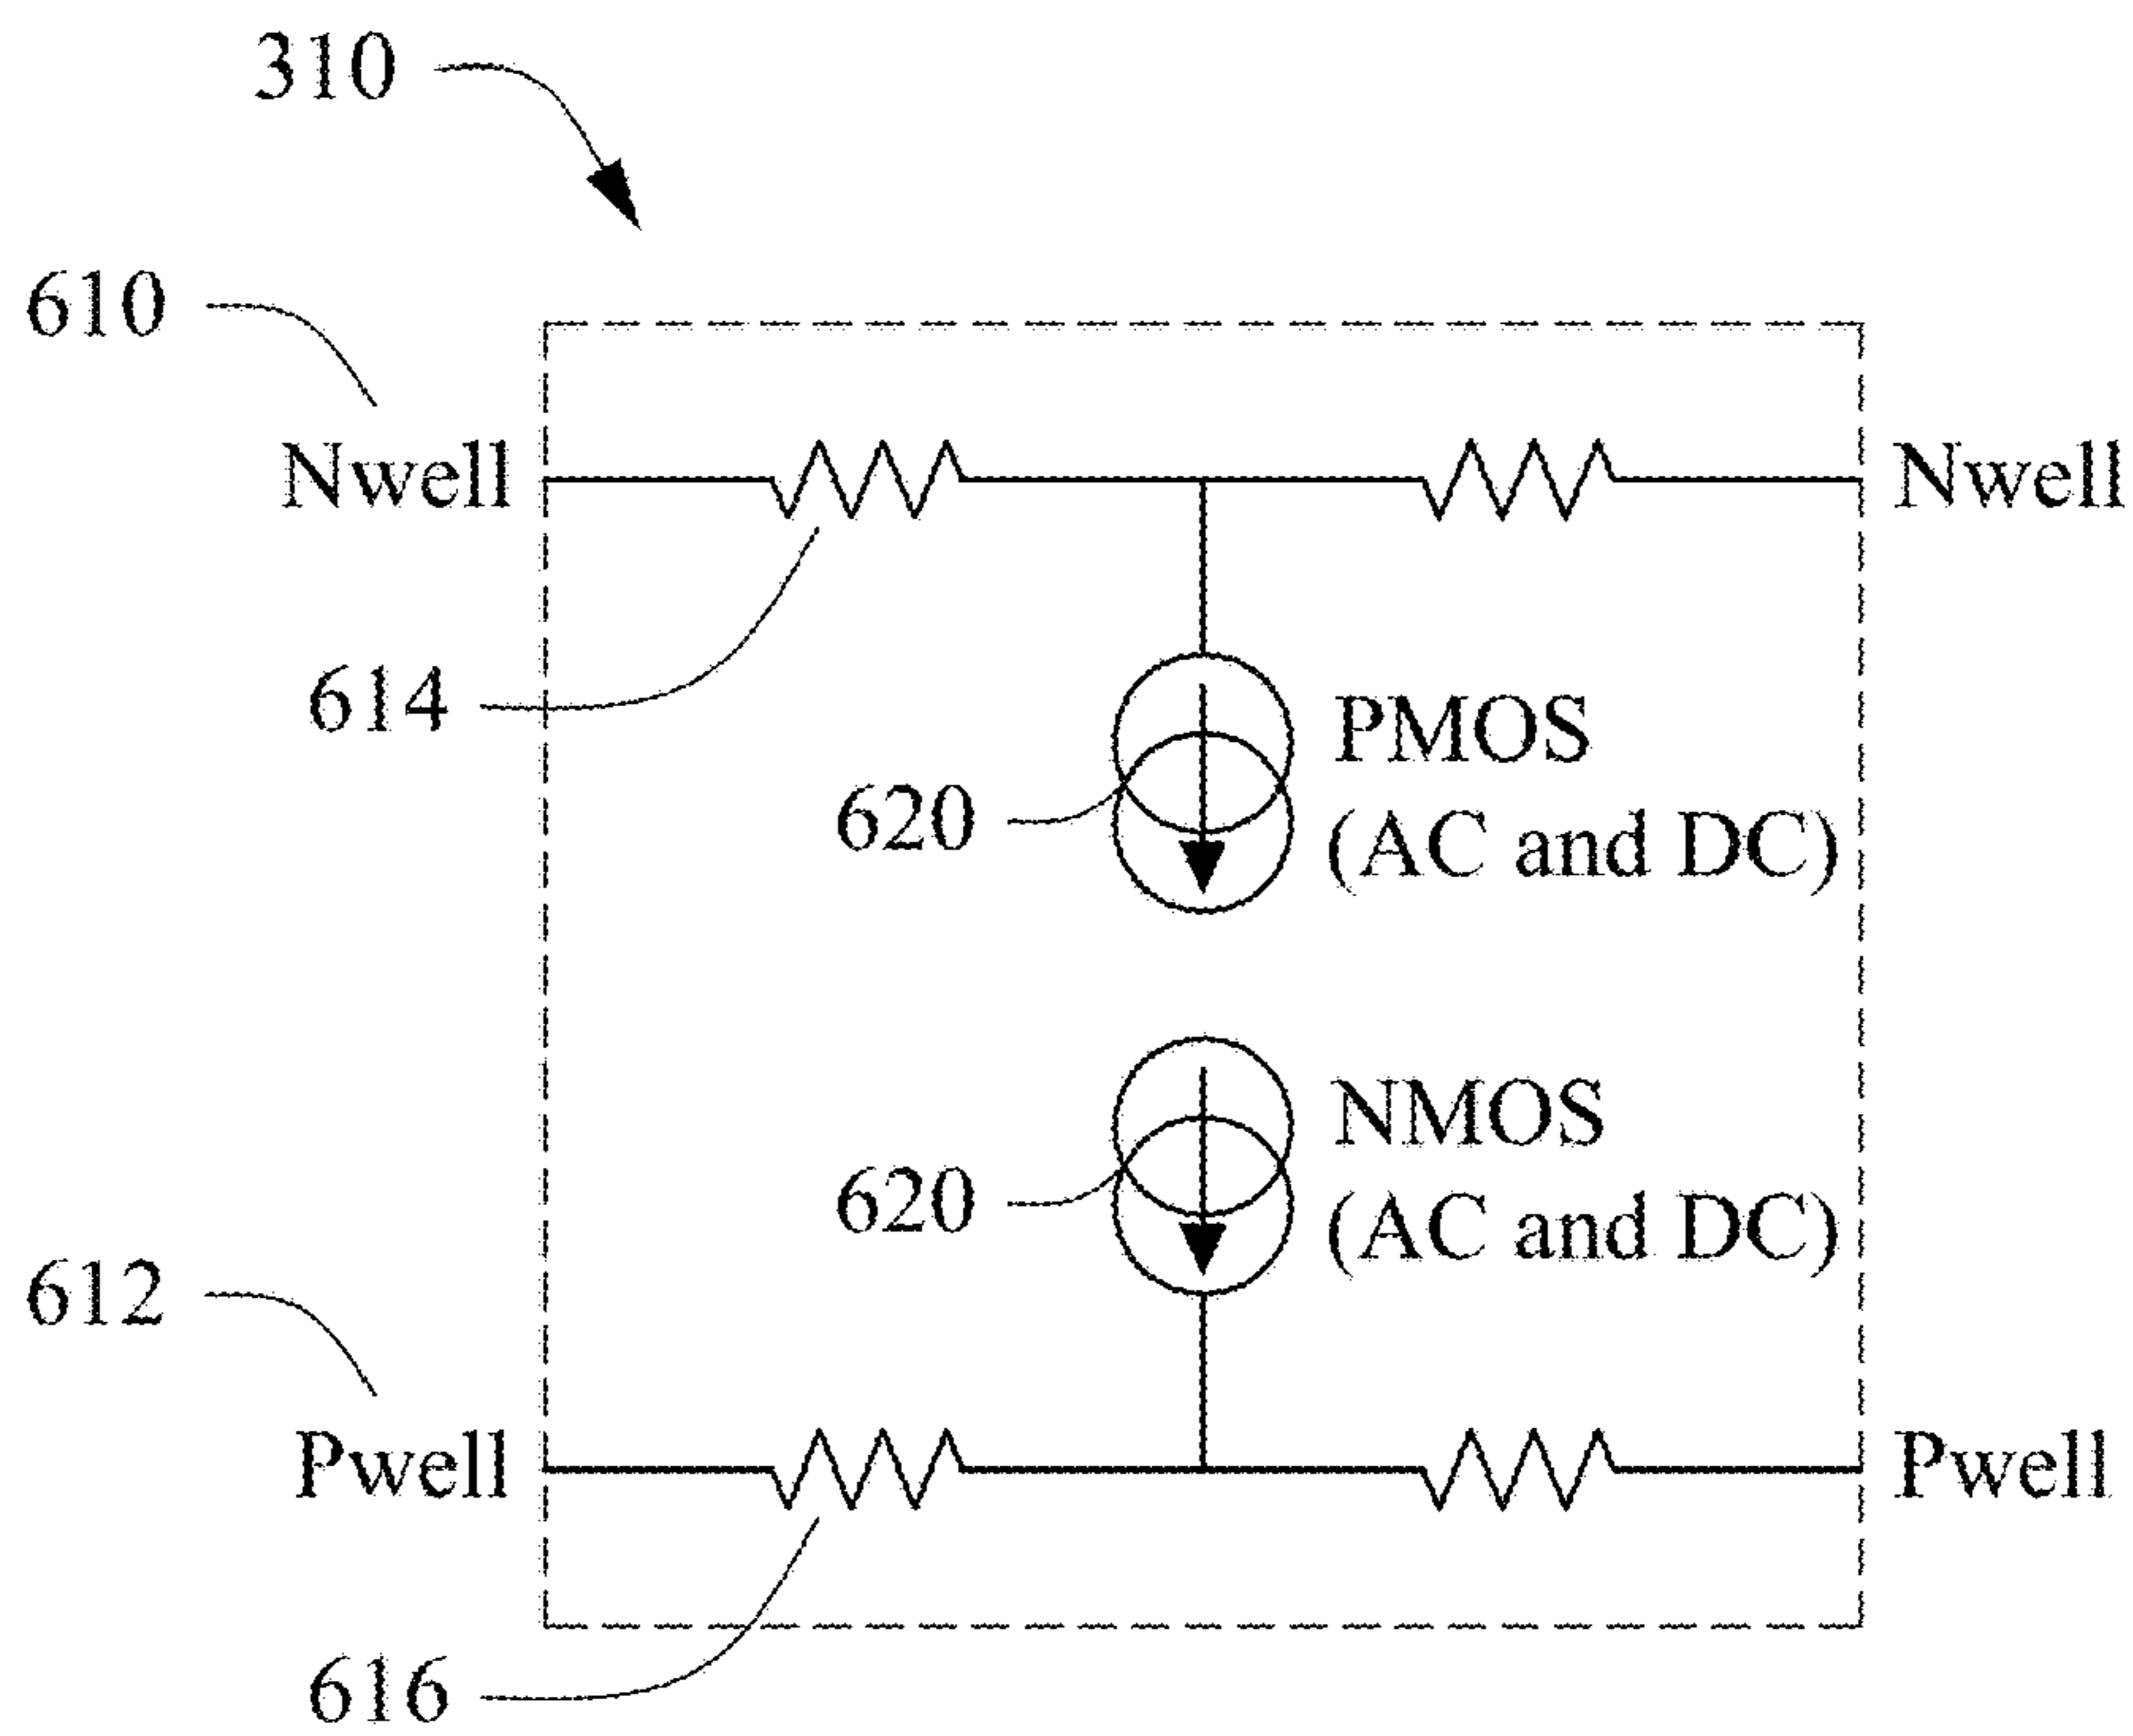 310
610
Nwell Nwell
614
PMOS
620
(AC and DC)
NMOS
620
(AC and DC)
612
Pwell Pwell
616